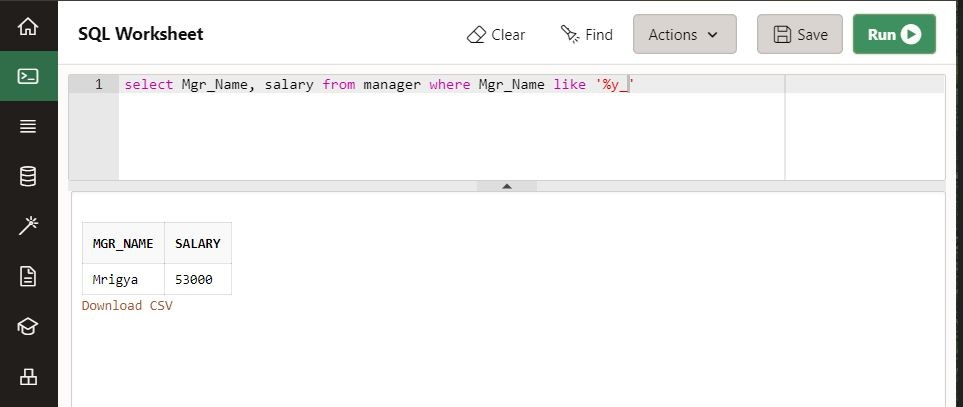 SQL Worksheet
Clear
Find
Actions
Save
Run
1 select Mgr_Name, salary from manager where Mgr_Name like '%y_'
MGR_NAME SALARY
Mrigya 53000
Download CSV